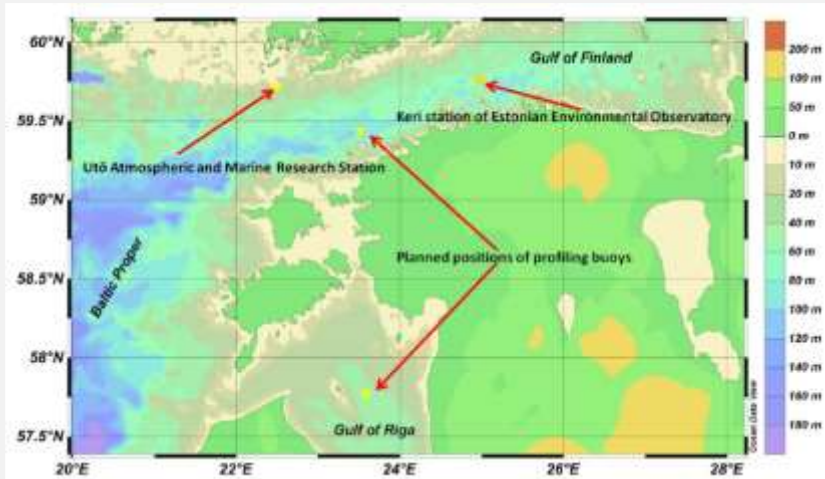 60°N
59.5°N
59°N
58.5°N
58°N
57.5°N
20°E
22°E
24°E
26°E
28°E
Gulf of Finland
Keri station of Estonian Environmental Observatory
Utö Atmospheric and Marine Research Station
Baltic Proper
Planned positions of profiling buoys
Gulf of Riga
200 m
100 m
50 m
0 m
10 m
20 m
40 m
60 m
80 m
100 m
120 m
140 m
160 m
180 m
Ocean Data View